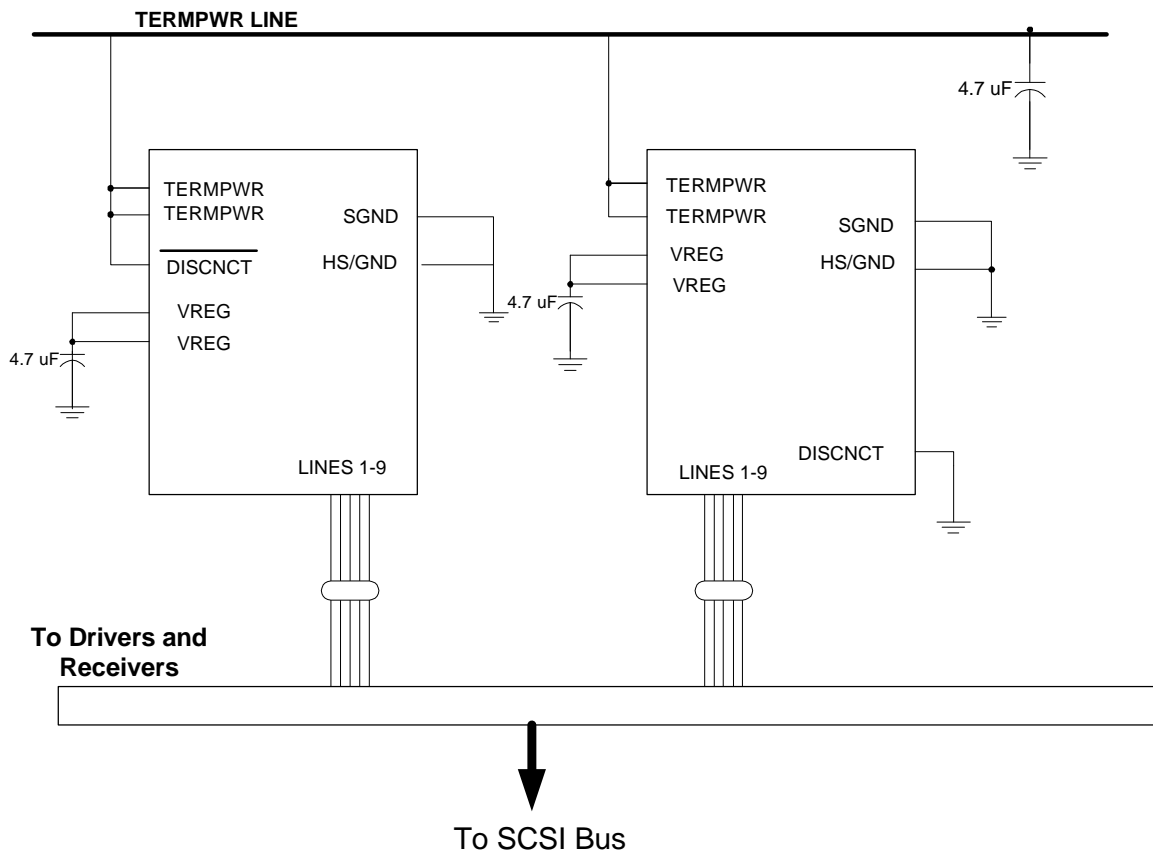 TERMPWR LINE
4.7 uF
TERMPWR
TERMPWR
DISCNCT
VREG
VREG
SGND
HS/GND
4.7 uF
LINES 1-9
TERMPWR
TERMPWR
VREG
VREG
4.7 uF
SGND
HS/GND
DISCNCT
LINES 1-9
To Drivers and
Receivers
To SCSI Bus